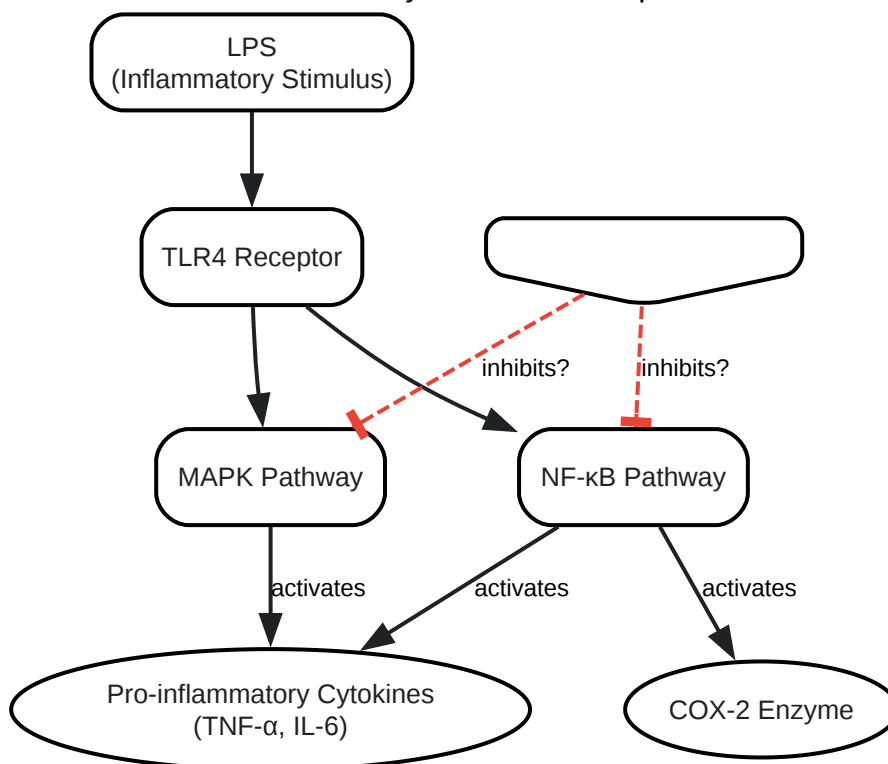 LPS
(Inflammatory Stimulus)
TLR4 Receptor
inhibits?
inhibits?
MAPK Pathway
NF-κB Pathway
activates
activates
activates
Pro-inflammatory Cytokines
(TNF-α, IL-6)
COX-2 Enzyme